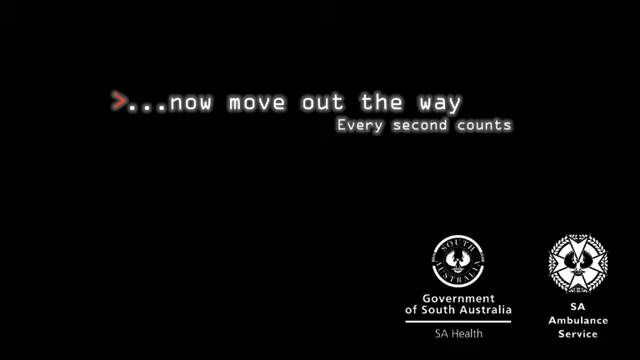 >...now move out the way
Every second counts
SOUTH AUSTRALIA
Government
of South Australia
SA Health
SA
Ambulance
Service